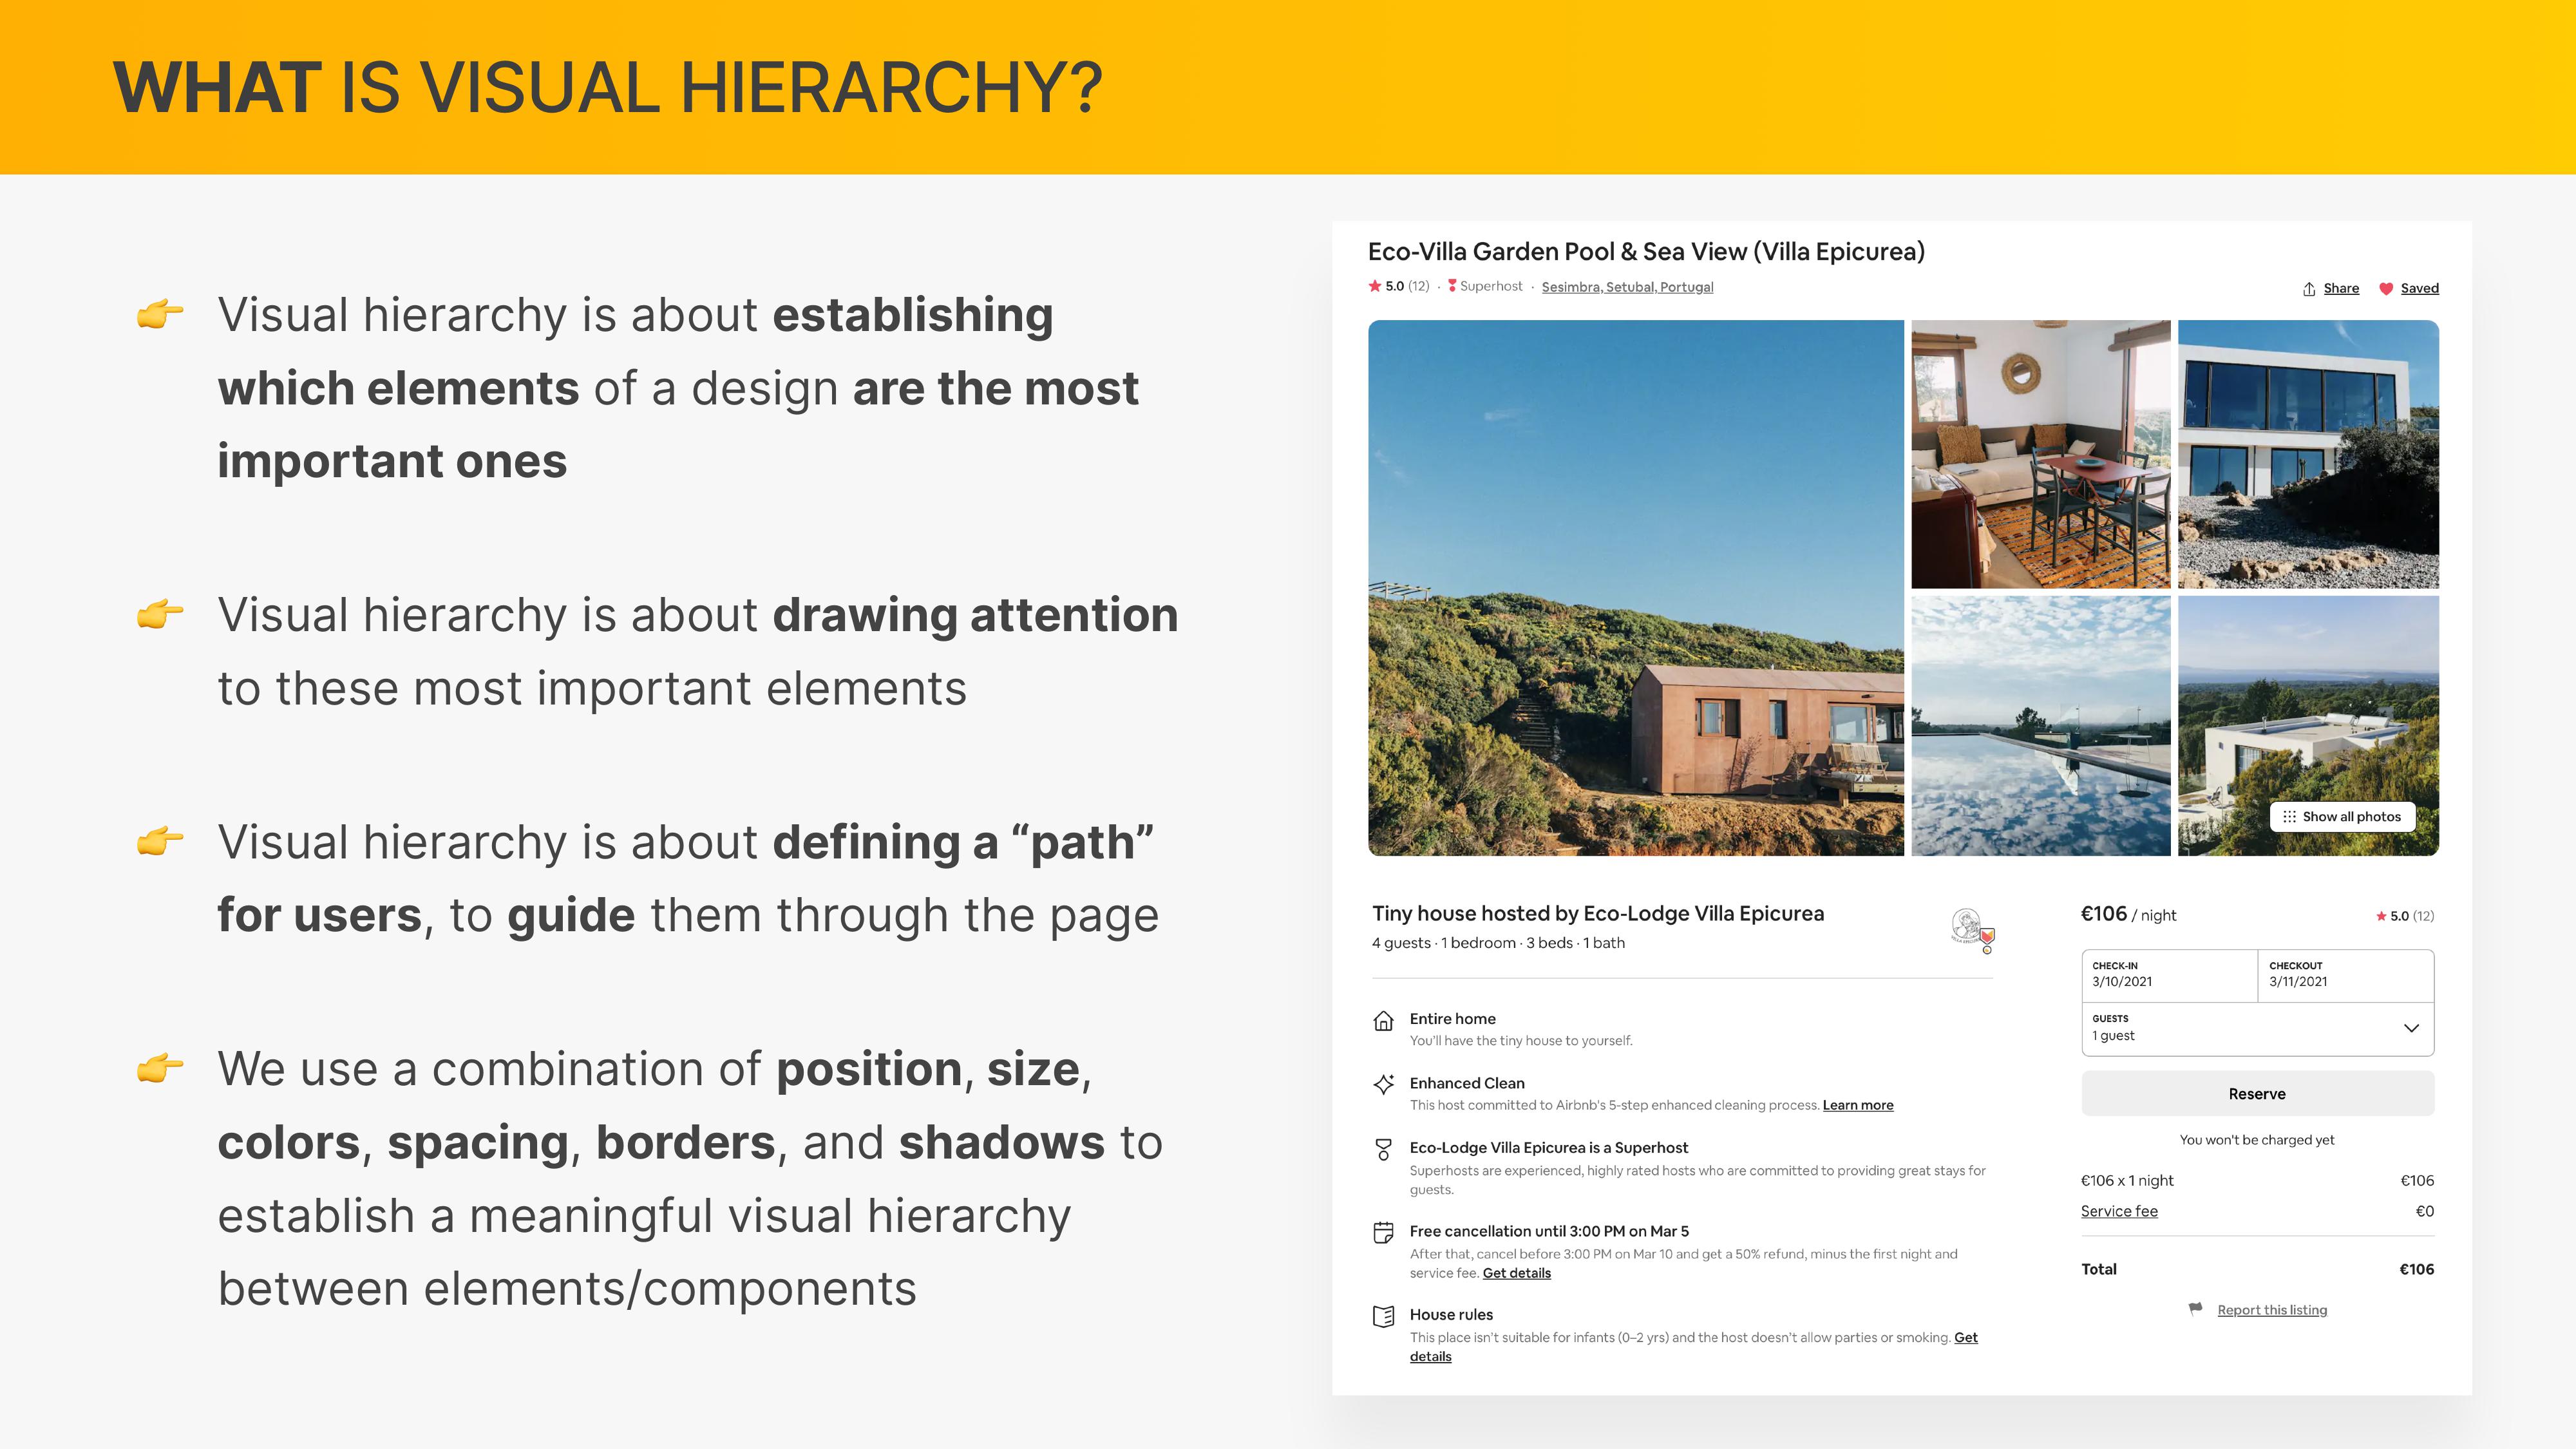 WHAT IS VISUAL HIERARCHY?
Visual hierarchy is about establishing
which elements of a design are the most
important ones
Visual hierarchy is about drawing attention
to these most important elements
Visual hierarchy is about defining a “path”
for users, to guide them through the page
We use a combination of position, size,
colors, spacing, borders, and shadows to
establish a meaningful visual hierarchy
between elements/components
Eco-Villa Garden Pool & Sea View (Villa Epicurea)
5.0 (12) · Superhost · Sesimbra, Setubal, Portugal
Share Saved
Show all photos
Tiny house hosted by Eco-Lodge Villa Epicurea
4 guests · 1 bedroom · 3 beds · 1 bath
Entire home
You'll have the tiny house to yourself.
Enhanced Clean
This host committed to Airbnb's 5-step enhanced cleaning process. Learn more
Eco-Lodge Villa Epicurea is a Superhost
Superhosts are experienced, highly rated hosts who are committed to providing great stays for
guests.
Free cancellation until 3:00 PM on Mar 5
After that, cancel before 3:00 PM on Mar 10 and get a 50% refund, minus the first night and
service fee. Get details
House rules
This place isn't suitable for infants (0–2 yrs) and the host doesn't allow parties or smoking. Get
details
€106 / night 5.0 (12)
CHECK-IN CHECKOUT
3/10/2021 3/11/2021
GUESTS
1 guest
Reserve
You won't be charged yet
€106 x 1 night €106
Service fee €0
Total €106
Report this listing